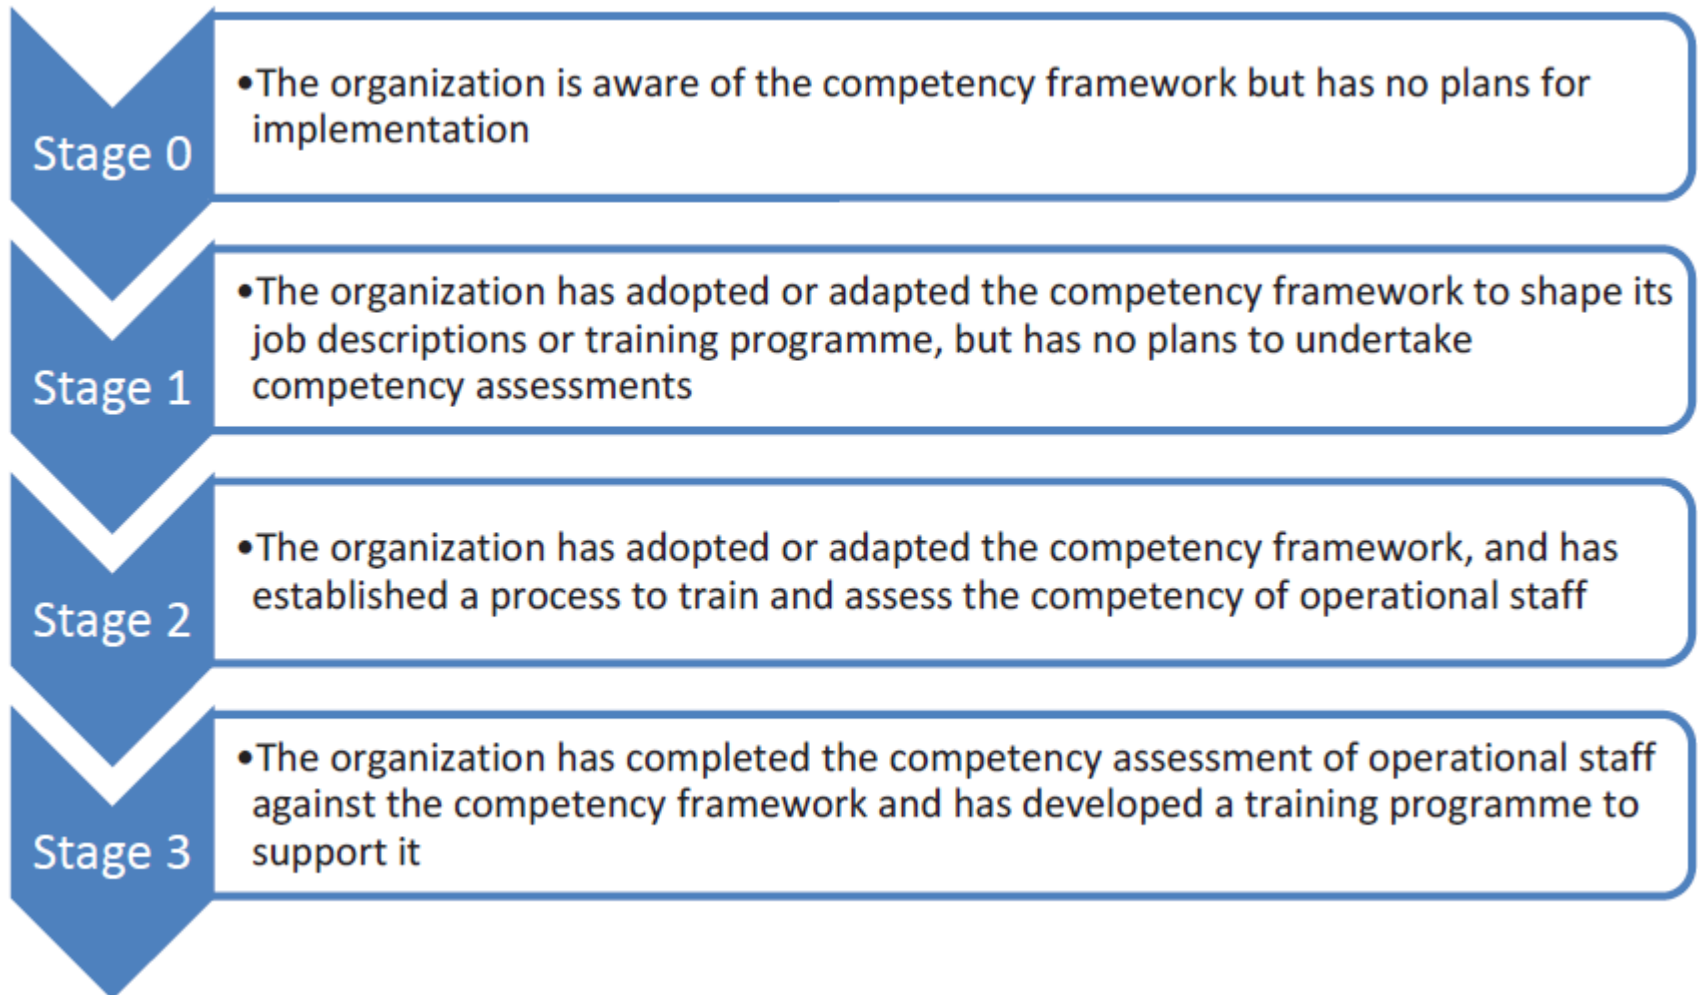 Stage 0
•The organization is aware of the competency framework but has no plans for
implementation
Stage 1
•The organization has adopted or adapted the competency framework to shape its
job descriptions or training programme, but has no plans to undertake
competency assessments
Stage 2
•The organization has adopted or adapted the competency framework, and has
established a process to train and assess the competency of operational staff
Stage 3
•The organization has completed the competency assessment of operational staff
against the competency framework and has developed a training programme to
support it